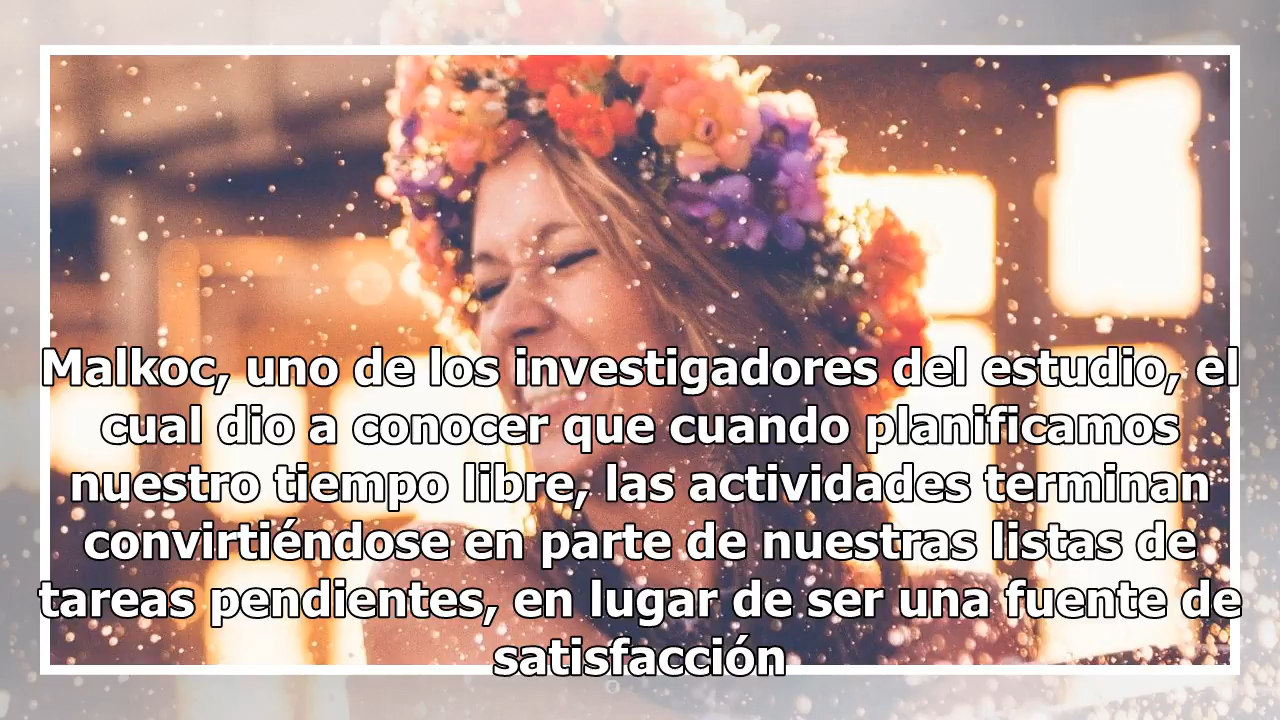 Malkoc, uno de los investigadores del estudio, el
cual dio a conocer que cuando planificamos
nuestro tiempo libre, las actividades terminan
convirtiéndose en parte de nuestras listas de
tareas pendientes, en lugar de ser una fuente de
satisfacción